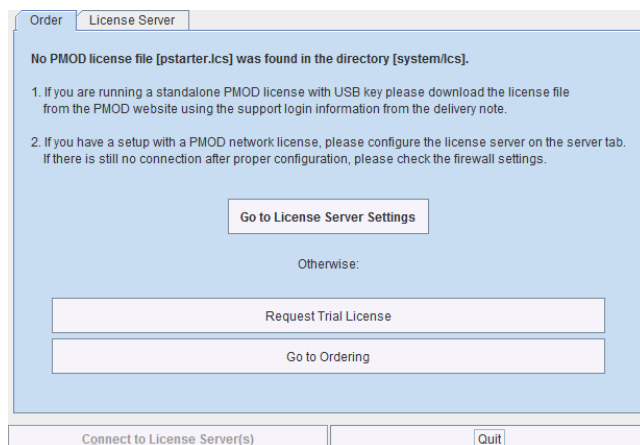 Order
License Server
No PMOD license file [pstarter.lcs] was found in the directory [system/lcs].
1. If you are running a standalone PMOD license with USB key please download the license file
from the PMOD website using the support login information from the delivery note.
2. If you have a setup with a PMOD network license, please configure the license server on the server tab.
If there is still no connection after proper configuration, please check the firewall settings.
Go to License Server Settings
Otherwise:
Request Trial License
Go to Ordering
Connect to License Server(s)
Quit